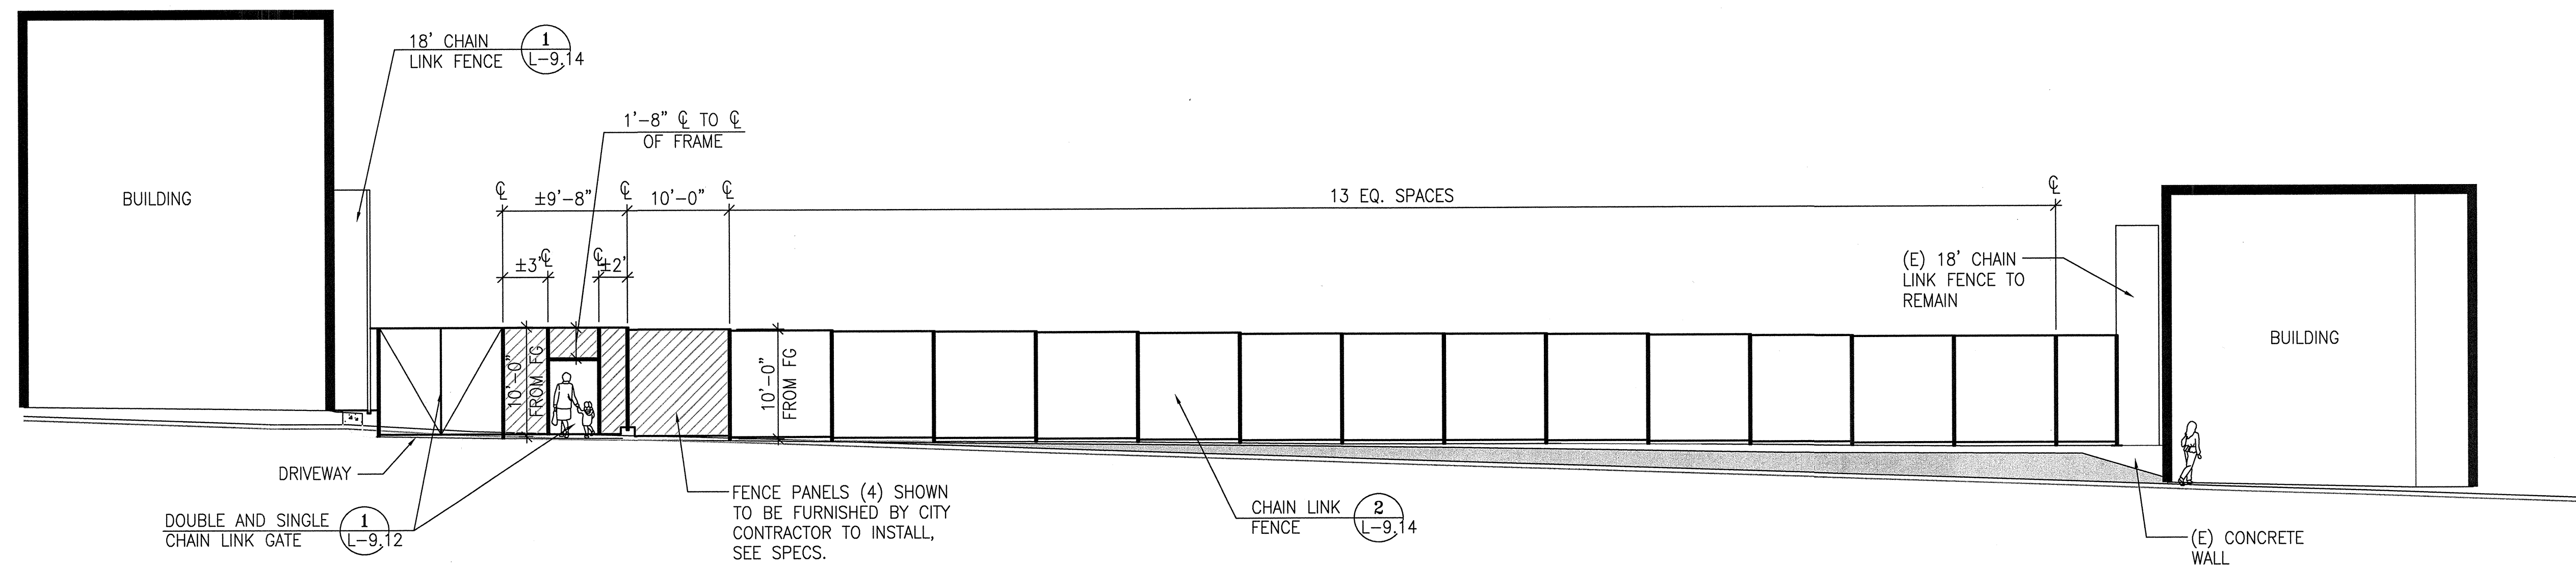 18' CHAIN
LINK FENCE
1
L-9.14
1'-8" ℄ TO ℄
OF FRAME
BUILDING
℄
±9'-8"
℄
10'-0"
℄
13 EQ. SPACES
℄
±3'
℄
℄
±2'
(E) 18' CHAIN
LINK FENCE TO
REMAIN
BUILDING
10'-0"
FROM FG
10'-0"
FROM FG
DRIVEWAY
DOUBLE AND SINGLE
CHAIN LINK GATE
1
L-9.12
FENCE PANELS (4) SHOWN
TO BE FURNISHED BY CITY
CONTRACTOR TO INSTALL,
SEE SPECS.
CHAIN LINK
FENCE
2
L-9.14
(E) CONCRETE
WALL